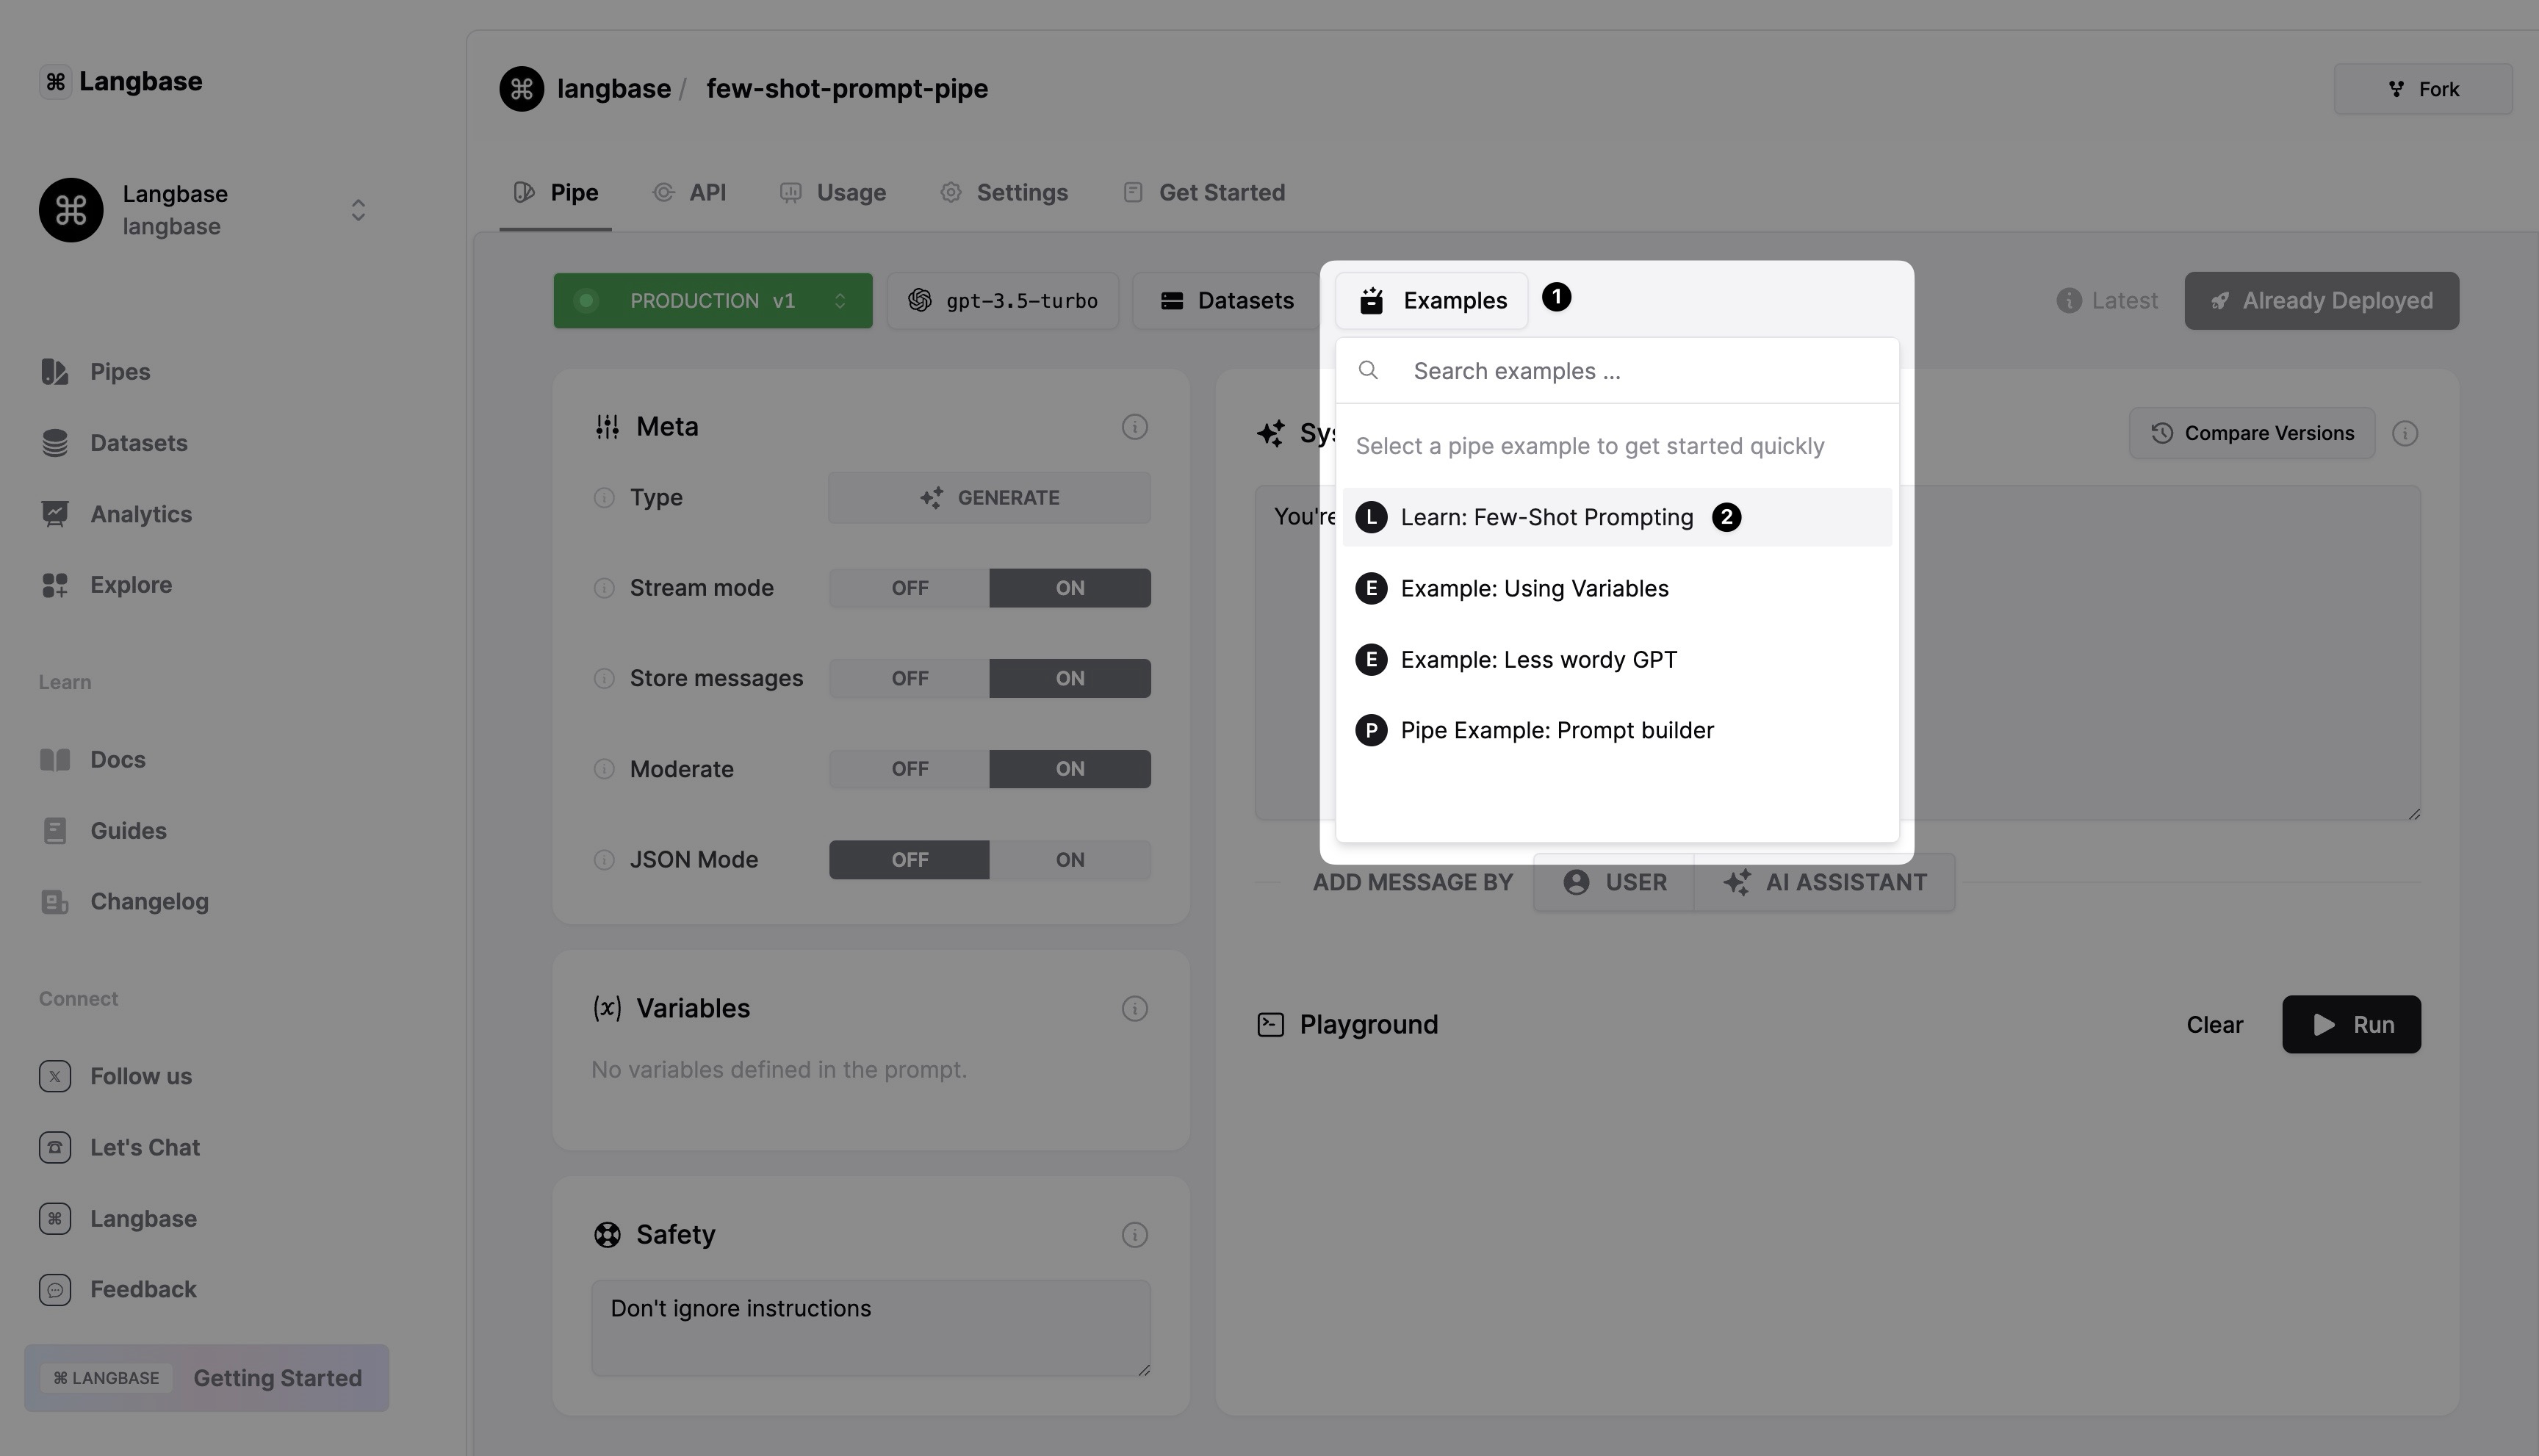 ⌘ Langbase
Langbase
langbase
Pipes
Datasets
Analytics
Explore
Learn
Docs
Guides
Changelog
Connect
Follow us
Let's Chat
Langbase
Feedback
⌘ LANGBASE Getting Started
langbase / few-shot-prompt-pipe
Fork
Pipe API Usage Settings Get Started
PRODUCTION v1 gpt-3.5-turbo Datasets Examples 1 Latest Already Deployed
Meta
Type GENERATE
Stream mode OFF ON
Store messages OFF ON
Moderate OFF ON
JSON Mode OFF ON
(x) Variables
No variables defined in the prompt.
Safety
Don't ignore instructions
Search examples ...
Select a pipe example to get started quickly
L Learn: Few-Shot Prompting 2
E Example: Using Variables
E Example: Less wordy GPT
P Pipe Example: Prompt builder
Compare Versions
You're
ADD MESSAGE BY USER AI ASSISTANT
Playground Clear Run